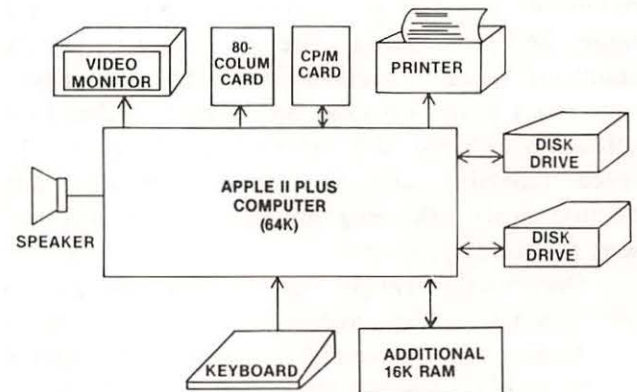 VIDEO
MONITOR
80-
COLUM
CARD
CP/M
CARD
PRINTER
DISK
DRIVE
APPLE II PLUS
COMPUTER
(64K)
SPEAKER
DISK
DRIVE
KEYBOARD
ADDITIONAL
16K RAM